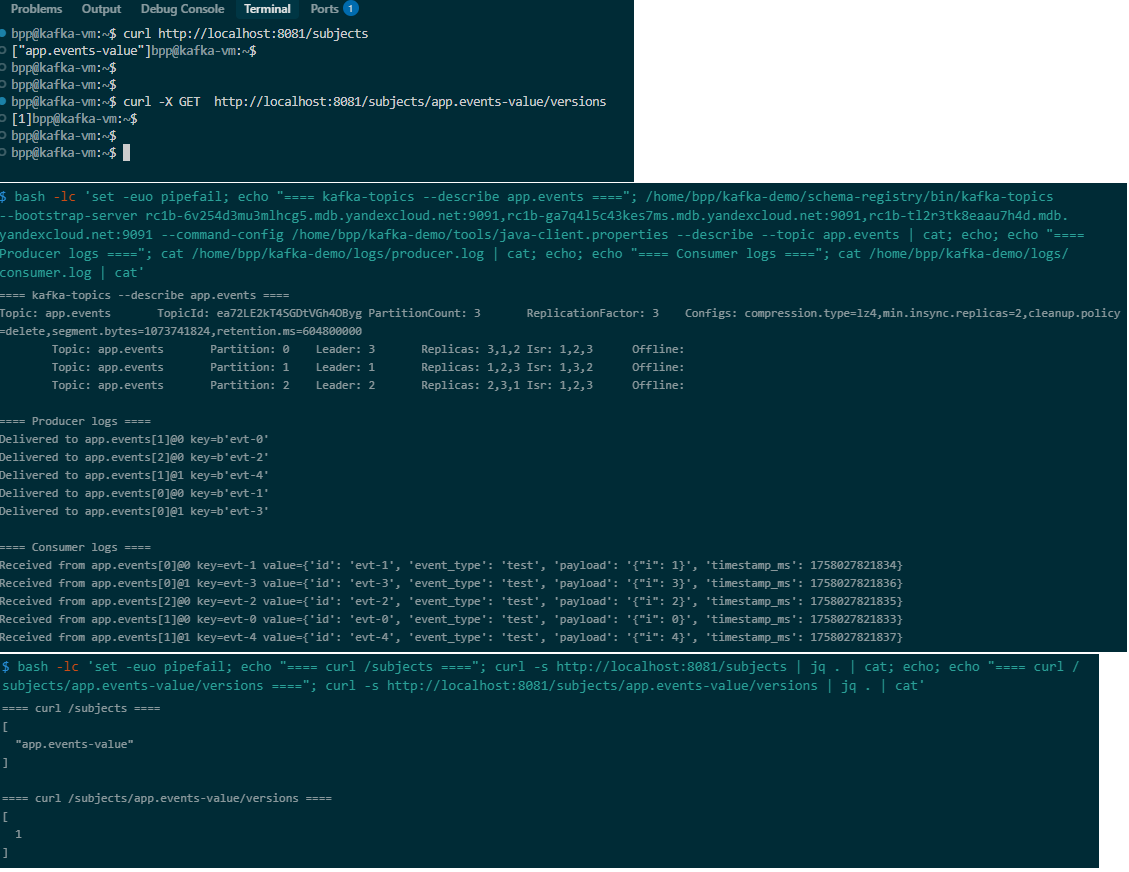 Problems Output Debug Console Terminal Ports 1
bpp@kafka-vm:~$ curl http://localhost:8081/subjects
["app.events-value"]bpp@kafka-vm:~$
bpp@kafka-vm:~$
bpp@kafka-vm:~$
bpp@kafka-vm:~$ curl -X GET  http://localhost:8081/subjects/app.events-value/versions
[1]bpp@kafka-vm:~$
bpp@kafka-vm:~$
bpp@kafka-vm:~$
$ bash -lc 'set -euo pipefail; echo "==== kafka-topics --describe app.events ===="; /home/bpp/kafka-demo/schema-registry/bin/kafka-topics
--bootstrap-server rc1b-6v254d3mu3mlhcg5.mdb.yandexcloud.net:9091,rc1b-ga7q4l5c43kes7ms.mdb.yandexcloud.net:9091,rc1b-tl2r3tk8eaau7h4d.mdb.
yandexcloud.net:9091 --command-config /home/bpp/kafka-demo/tools/java-client.properties --describe --topic app.events | cat; echo; echo "====
Producer logs ===="; cat /home/bpp/kafka-demo/logs/producer.log | cat; echo; echo "==== Consumer logs ===="; cat /home/bpp/kafka-demo/logs/
consumer.log | cat'
==== kafka-topics --describe app.events ====
Topic: app.events TopicId: ea72LE2kT4SGDtVGh4OByg PartitionCount: 3 ReplicationFactor: 3 Configs: compression.type=lz4,min.insync.replicas=2,cleanup.policy
=delete,segment.bytes=1073741824,retention.ms=604800000
Topic: app.events Partition: 0 Leader: 3 Replicas: 3,1,2 Isr: 1,2,3 Offline:
Topic: app.events Partition: 1 Leader: 1 Replicas: 1,2,3 Isr: 1,3,2 Offline:
Topic: app.events Partition: 2 Leader: 2 Replicas: 2,3,1 Isr: 1,2,3 Offline:
==== Producer logs ====
Delivered to app.events[1]@0 key=b'evt-0'
Delivered to app.events[2]@0 key=b'evt-2'
Delivered to app.events[1]@1 key=b'evt-4'
Delivered to app.events[0]@0 key=b'evt-1'
Delivered to app.events[0]@1 key=b'evt-3'
==== Consumer logs ====
Received from app.events[0]@0 key=evt-1 value={'id': 'evt-1', 'event_type': 'test', 'payload': '{"i": 1}', 'timestamp_ms': 1758027821834}
Received from app.events[0]@1 key=evt-3 value={'id': 'evt-3', 'event_type': 'test', 'payload': '{"i": 3}', 'timestamp_ms': 1758027821836}
Received from app.events[2]@0 key=evt-2 value={'id': 'evt-2', 'event_type': 'test', 'payload': '{"i": 2}', 'timestamp_ms': 1758027821835}
Received from app.events[1]@0 key=evt-0 value={'id': 'evt-0', 'event_type': 'test', 'payload': '{"i": 0}', 'timestamp_ms': 1758027821833}
Received from app.events[1]@1 key=evt-4 value={'id': 'evt-4', 'event_type': 'test', 'payload': '{"i": 4}', 'timestamp_ms': 1758027821837}
$ bash -lc 'set -euo pipefail; echo "==== curl /subjects ===="; curl -s http://localhost:8081/subjects | jq . | cat; echo; echo "==== curl /
subjects/app.events-value/versions ===="; curl -s http://localhost:8081/subjects/app.events-value/versions | jq . | cat'
==== curl /subjects ====
[
"app.events-value"
]
==== curl /subjects/app.events-value/versions ====
[
1
]